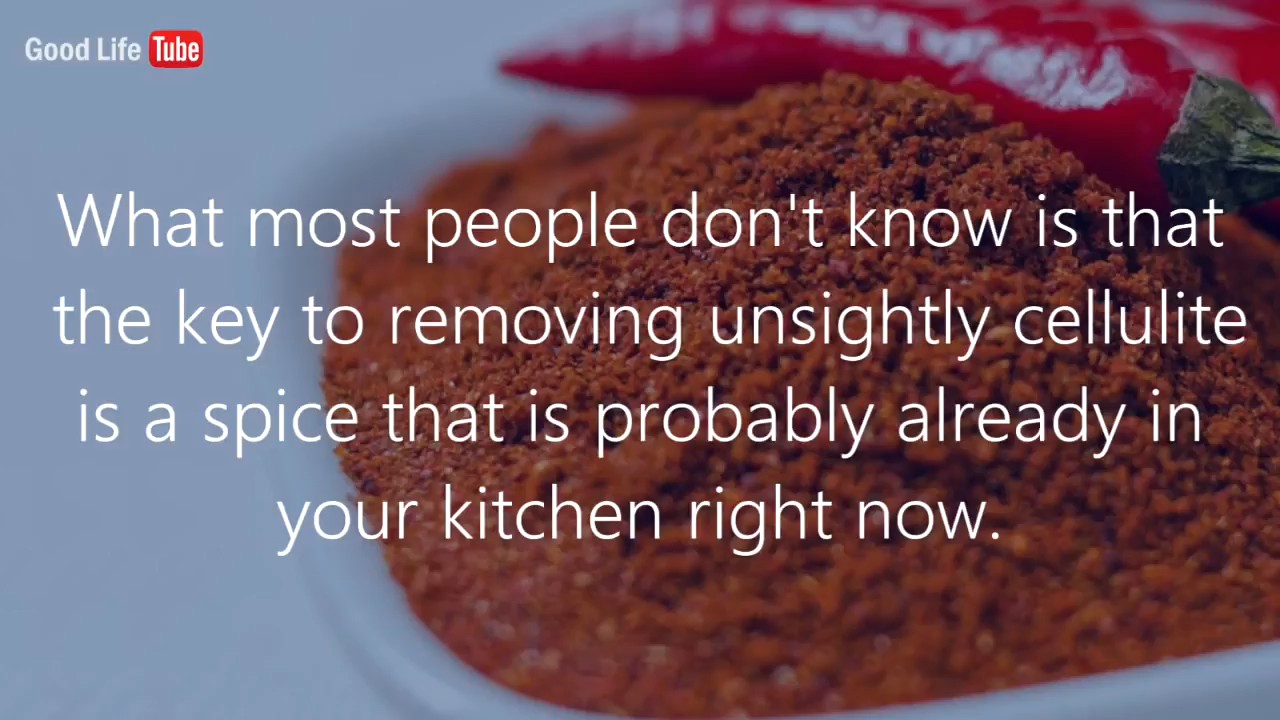 Good Life Tube
What most people don't know is that
the key to removing unsightly cellulite
is a spice that is probably already in
your kitchen right now.